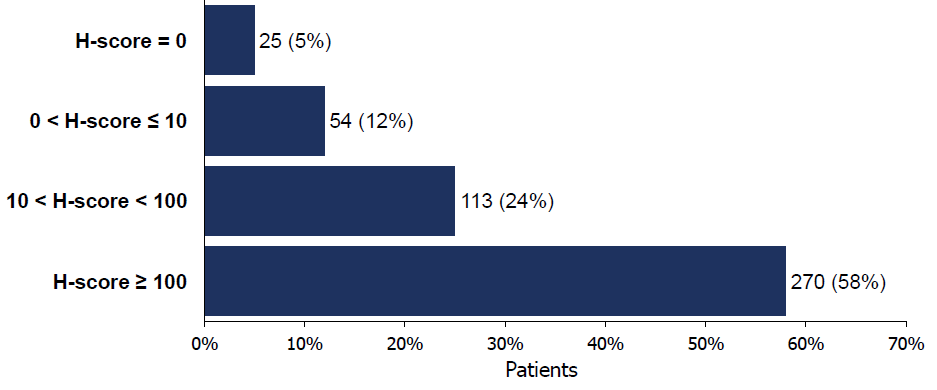 H-score = 0
25 (5%)
0 < H-score ≤ 10
54 (12%)
10 < H-score < 100
113 (24%)
H-score ≥ 100
270 (58%)
0% 10% 20% 30% 40% 50% 60% 70%
Patients